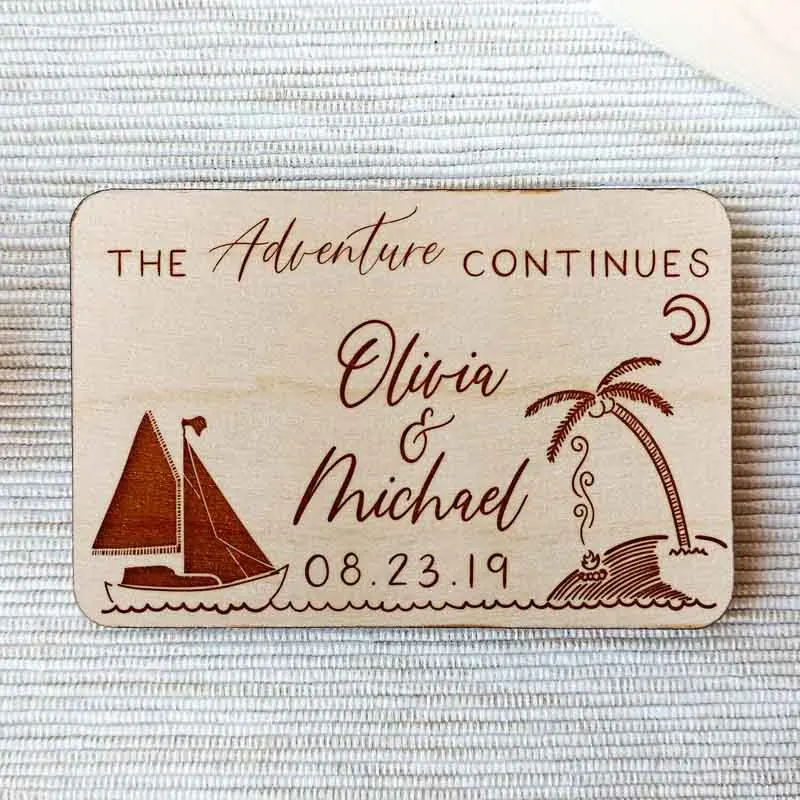 THE Adventure CONTINUES
Olivia
&
Michael
08.23.19